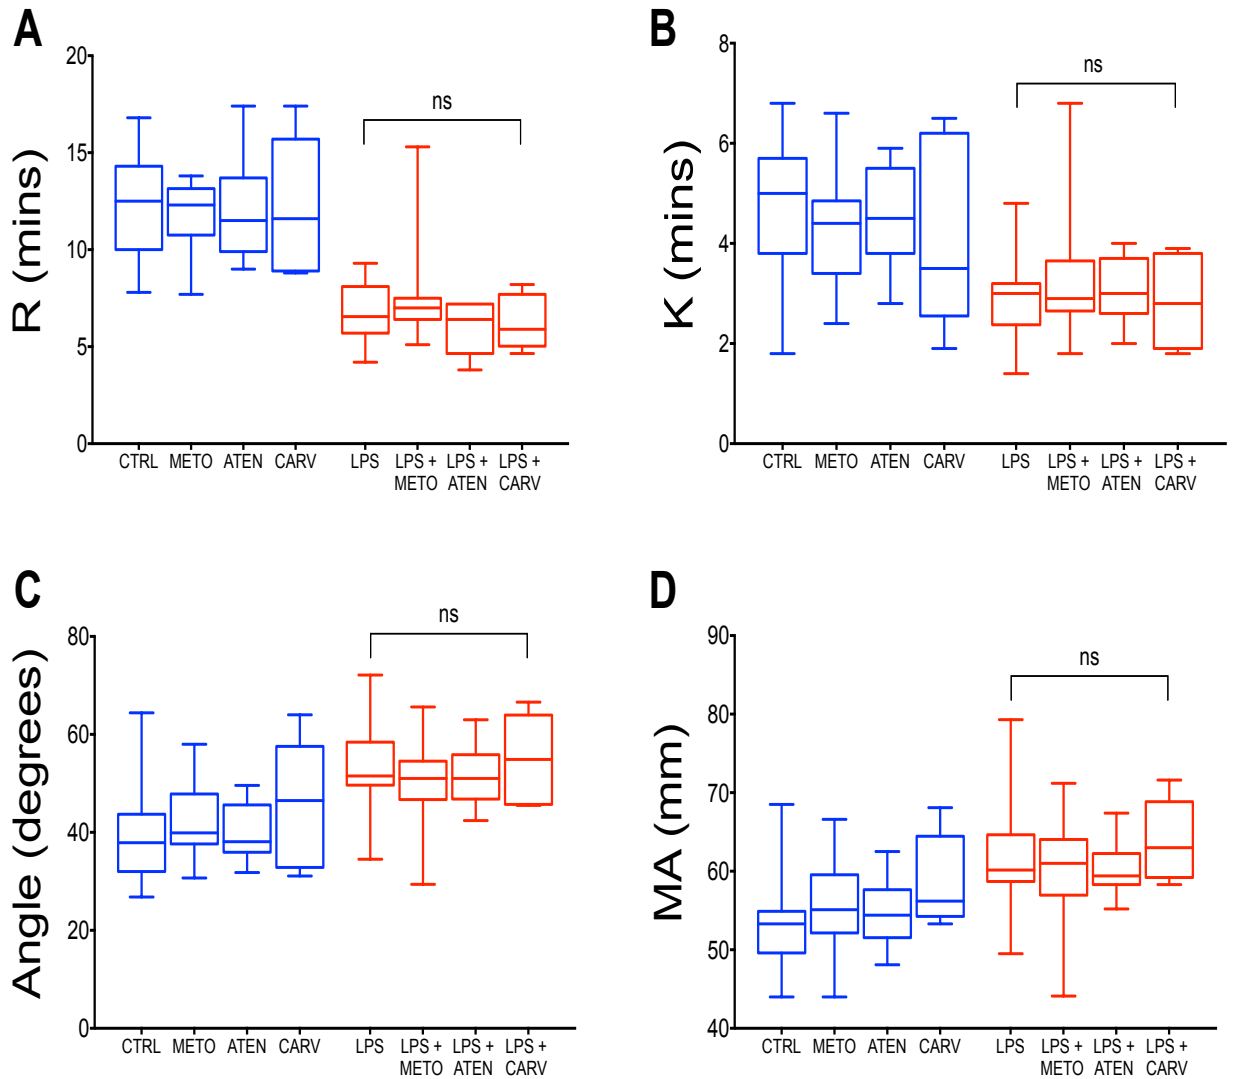 A
R (mins)
20
15
10
5
0
ns
CTRL METO ATEN CARV LPS LPS + LPS + LPS +
METO ATEN CARV
B
K (mins)
8
6
4
2
0
ns
CTRL METO ATEN CARV LPS LPS + LPS + LPS +
METO ATEN CARV
C
Angle (degrees)
80
60
40
20
0
ns
CTRL METO ATEN CARV LPS LPS + LPS + LPS +
METO ATEN CARV
D
MA (mm)
90
80
70
60
50
40
ns
CTRL METO ATEN CARV LPS LPS + LPS + LPS +
METO ATEN CARV